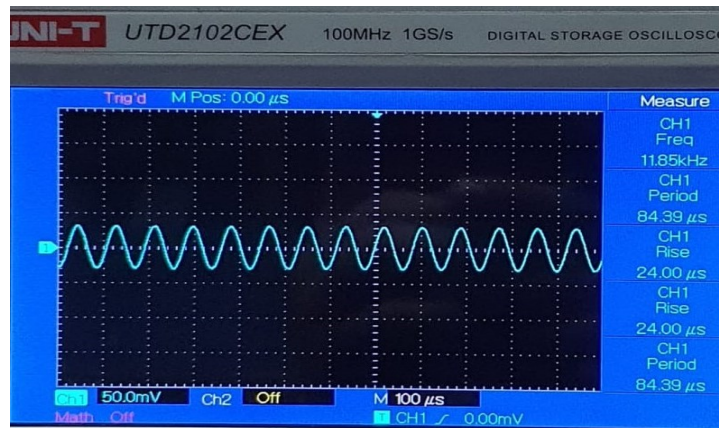 UNI-T UTD2102CEX 100MHz 1GS/s DIGITAL STORAGE OSCILLOSC
Trig'd M Pos: 0.00 μs Measure
CH1
Freq
11.85kHz
CH1
Period
84.39 μs
CH1
Rise
24.00 μs
CH1
Rise
24.00 μs
CH1
Period
84.39 μs
1
Ch1 50.0mV Ch2 Off M 100 μs
Math Off T CH1 / 0.00mV